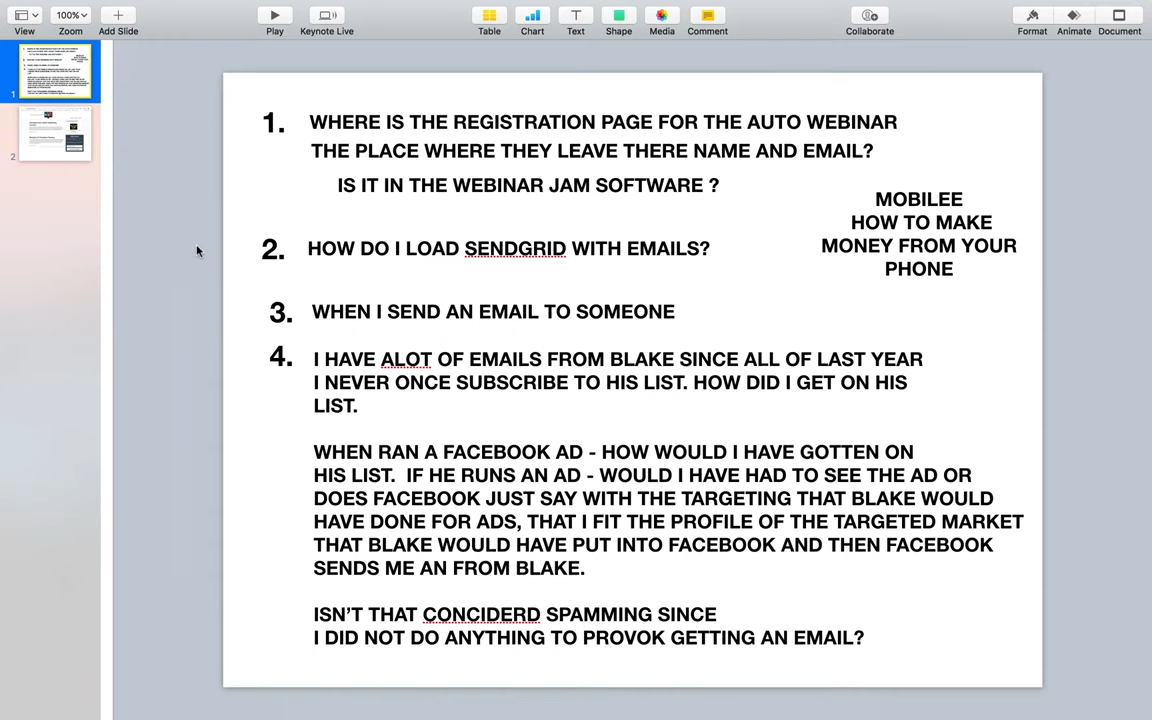 View
100%
Zoom
Add Slide
Play
Keynote Live
Table
Chart
Text
Shape
Media
Comment
Collaborate
Format
Animate
Document
1
2
1. WHERE IS THE REGISTRATION PAGE FOR THE AUTO WEBINAR
THE PLACE WHERE THEY LEAVE THERE NAME AND EMAIL?
IS IT IN THE WEBINAR JAM SOFTWARE ?
MOBILEE
HOW TO MAKE
MONEY FROM YOUR
PHONE
2. HOW DO I LOAD SENDGRID WITH EMAILS?
3. WHEN I SEND AN EMAIL TO SOMEONE
4. I HAVE ALOT OF EMAILS FROM BLAKE SINCE ALL OF LAST YEAR
I NEVER ONCE SUBSCRIBE TO HIS LIST. HOW DID I GET ON HIS
LIST.
WHEN RAN A FACEBOOK AD - HOW WOULD I HAVE GOTTEN ON
HIS LIST. IF HE RUNS AN AD - WOULD I HAVE HAD TO SEE THE AD OR
DOES FACEBOOK JUST SAY WITH THE TARGETING THAT BLAKE WOULD
HAVE DONE FOR ADS, THAT I FIT THE PROFILE OF THE TARGETED MARKET
THAT BLAKE WOULD HAVE PUT INTO FACEBOOK AND THEN FACEBOOK
SENDS ME AN FROM BLAKE.
ISN'T THAT CONCIDERD SPAMMING SINCE
I DID NOT DO ANYTHING TO PROVOK GETTING AN EMAIL?